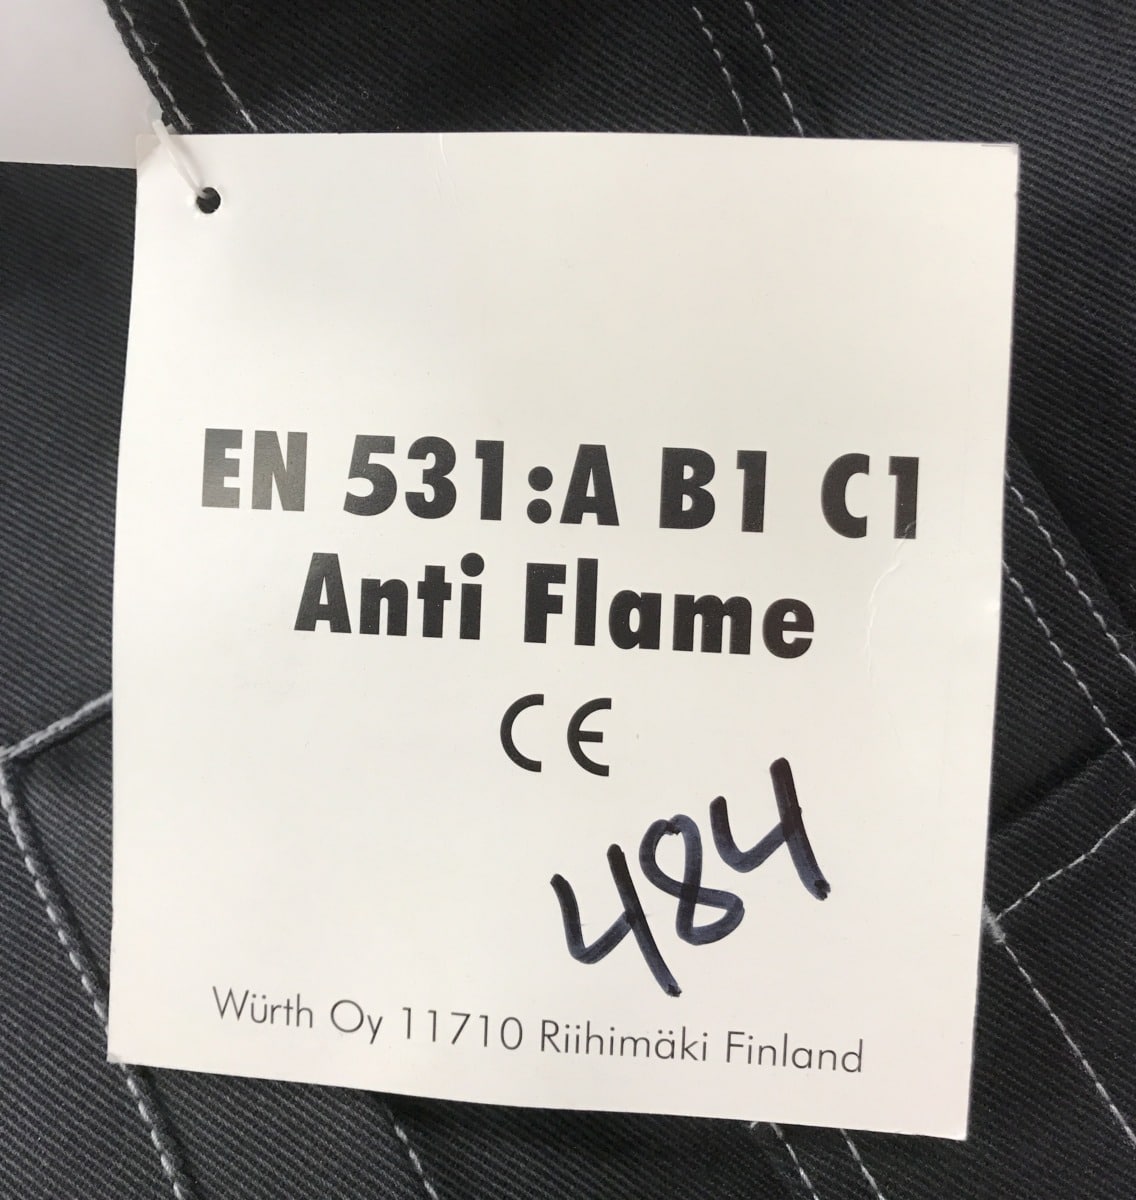 EN 531:A B1 C1
Anti Flame
CE
484
Würth Oy 11710 Riihimäki Finland